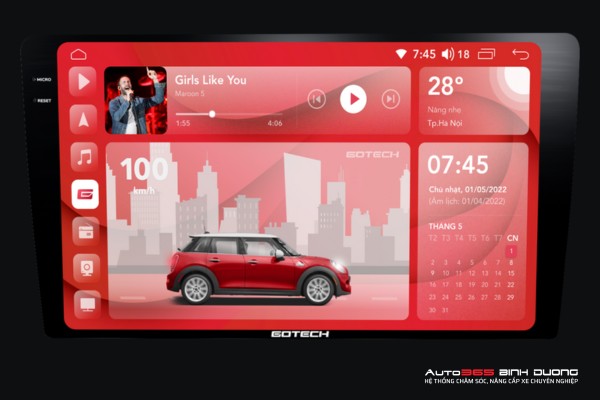 7:45 18
MICRO
RESET
Girls Like You
Maroon 5
1:55 4:06
28°
Nắng nhẹ
Tp.Hà Nội
100
km/h
GOTECH
07:45
Chủ nhật, 01/05/2022
(Âm lịch: 01/04/2022)
THÁNG 5
T2 T3 T4 T5 T6 T7 CN
1
2 3 4 5 6 7 8
9 10 11 12 13 14 15
16 17 18 19 20 21 22
23 24 25 26 27 28 29
30 31
GOTECH
Auto365 BINH DUONG
HỆ THỐNG CHĂM SÓC, NÂNG CẤP XE CHUYÊN NGHIỆP